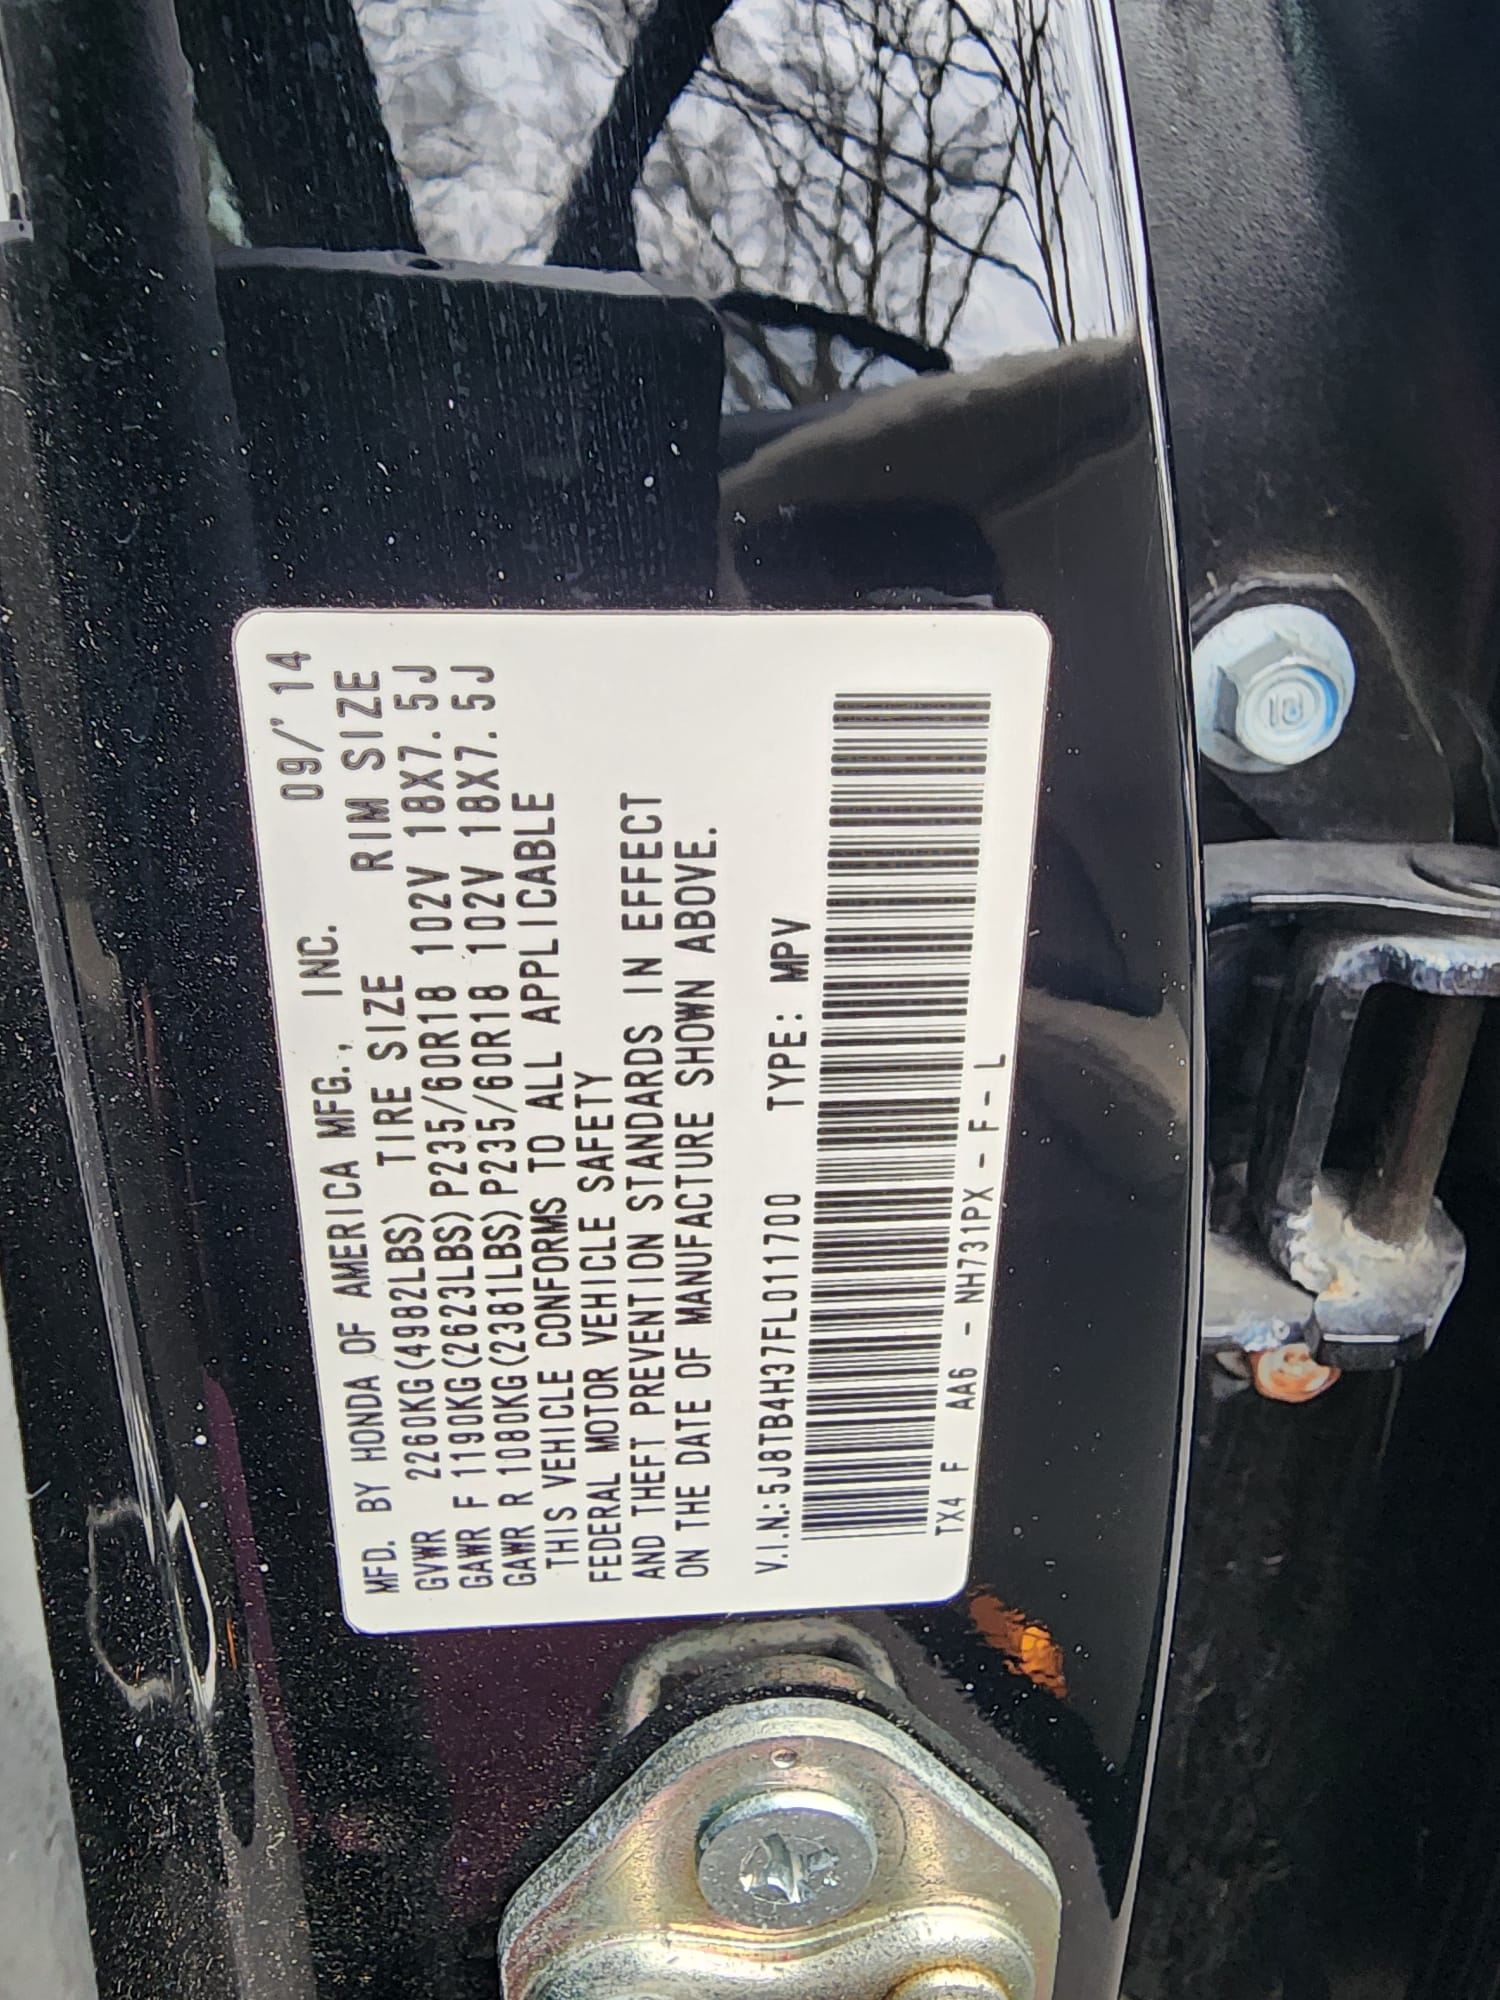 MFD. BY HONDA OF AMERICA MFG., INC. 09/'14
GVWR 2260KG(4982LBS) TIRE SIZE RIM SIZE
GAWR F 1190KG(2623LBS)P235/60R18 102V 18X7.5J
GAWR R 1080KG(2381LBS)P235/60R18 102V 18X7.5J
THIS VEHICLE CONFORMS TO ALL APPLICABLE
FEDERAL MOTOR VEHICLE SAFETY
AND THEFT PREVENTION STANDARDS IN EFFECT
ON THE DATE OF MANUFACTURE SHOWN ABOVE.
V.I.N.:5J8TB4H37FL011700 TYPE: MPV
TX4 F AA6 - NH731PX - F - L